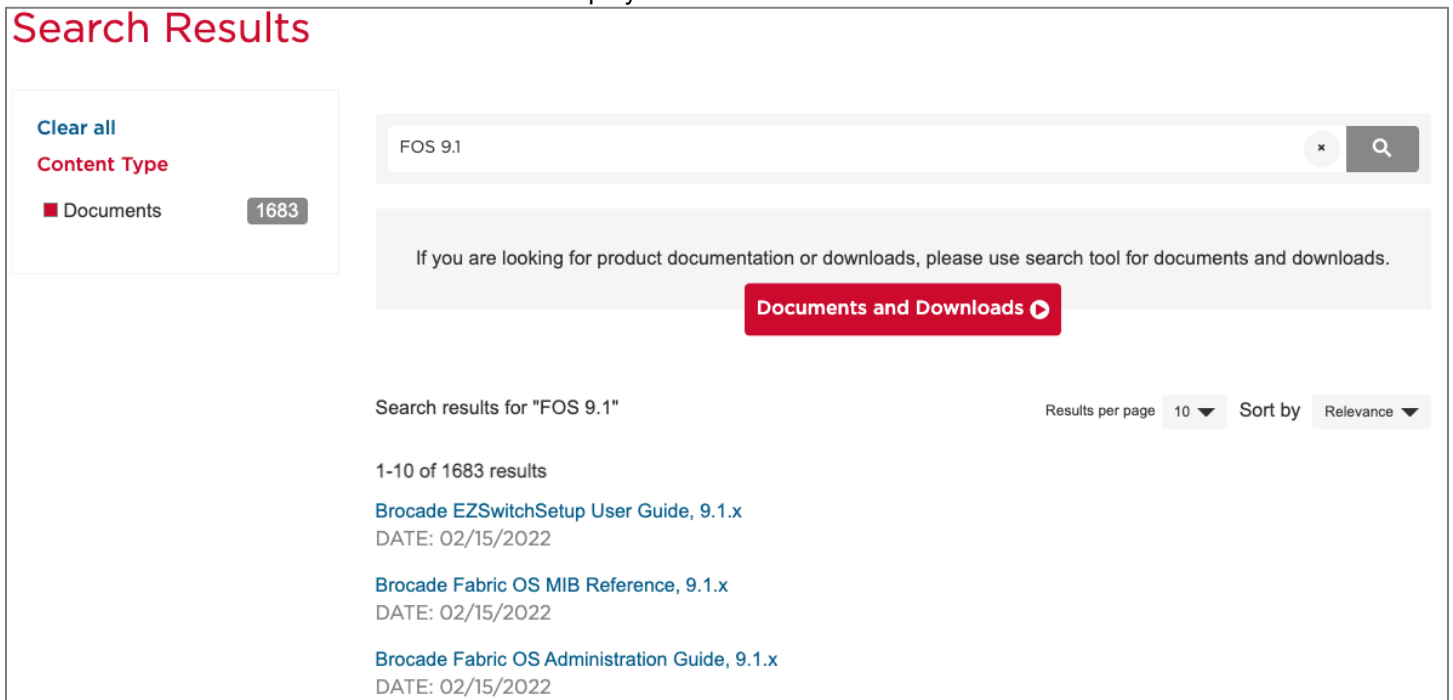 Search Results
Clear all
Content Type
Documents 1683
FOS 9.1
If you are looking for product documentation or downloads, please use search tool for documents and downloads.
Documents and Downloads
Search results for "FOS 9.1"
Results per page 10 Sort by Relevance
1-10 of 1683 results
Brocade EZSwitchSetup User Guide, 9.1.x
DATE: 02/15/2022
Brocade Fabric OS MIB Reference, 9.1.x
DATE: 02/15/2022
Brocade Fabric OS Administration Guide, 9.1.x
DATE: 02/15/2022